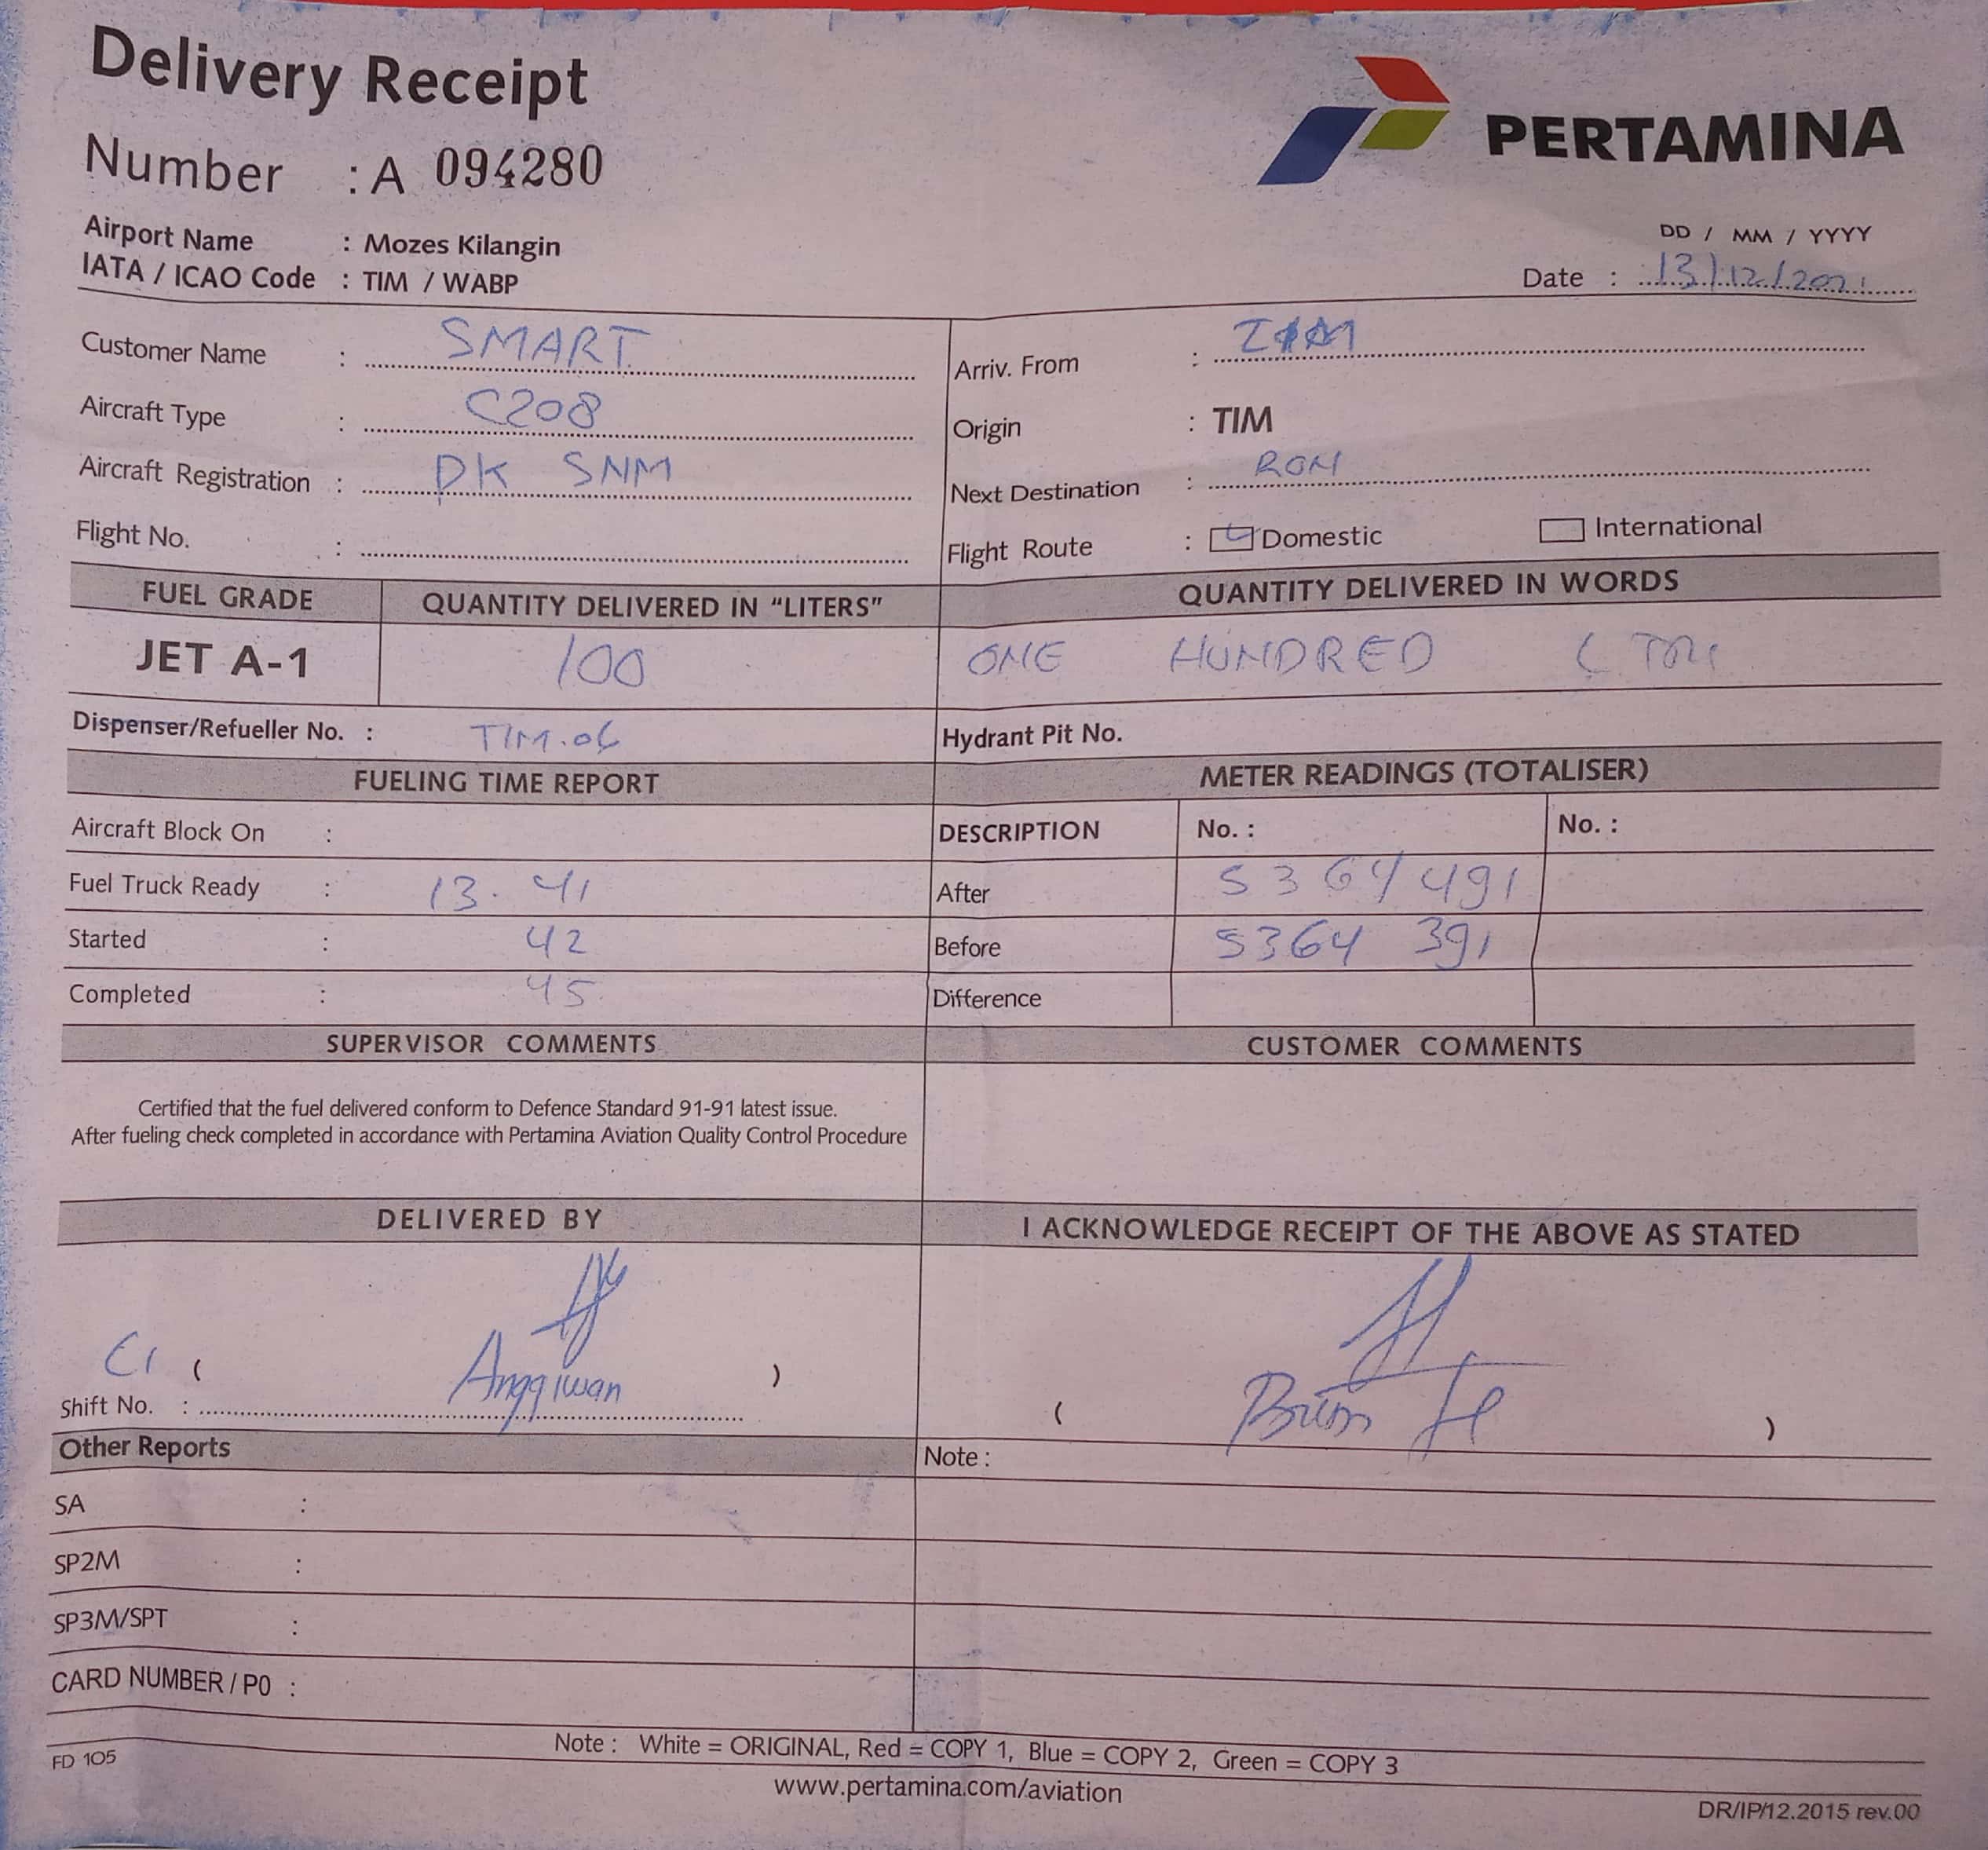 Delivery Receipt
PERTAMINA
Number : A 094280
Airport Name : Mozes Kilangin
IATA / ICAO Code : TIM / WABP
DD / MM / YYYY
Date : 13/12/2021
Customer Name : SMART
Arriv. From :
Aircraft Type : C208
Origin : TIM
Aircraft Registration : PK SNM
Next Destination :
Flight No. :
Flight Route : Domestic International
FUEL GRADE QUANTITY DELIVERED IN "LITERS" QUANTITY DELIVERED IN WORDS
JET A-1 100 ONE HUNDRED
Dispenser/Refueller No. : TIM.06
Hydrant Pit No.
FUELING TIME REPORT METER READINGS (TOTALISER)
Aircraft Block On : DESCRIPTION No. : No. :
Fuel Truck Ready : 13. 41 After 5364491
Started : 42 Before 5364 391
Completed : 45 Difference
SUPERVISOR COMMENTS CUSTOMER COMMENTS
Certified that the fuel delivered conform to Defence Standard 91-91 latest issue.
After fueling check completed in accordance with Pertamina Aviation Quality Control Procedure
DELIVERED BY I ACKNOWLEDGE RECEIPT OF THE ABOVE AS STATED
C1 ( Anggiwan )
Shift No. :
( )
Other Reports Note :
SA :
SP2M :
SP3M/SPT :
CARD NUMBER / P0 :
Note : White = ORIGINAL, Red = COPY 1, Blue = COPY 2, Green = COPY 3
FD 105
www.pertamina.com/aviation
DR/IP/12.2015 rev.00